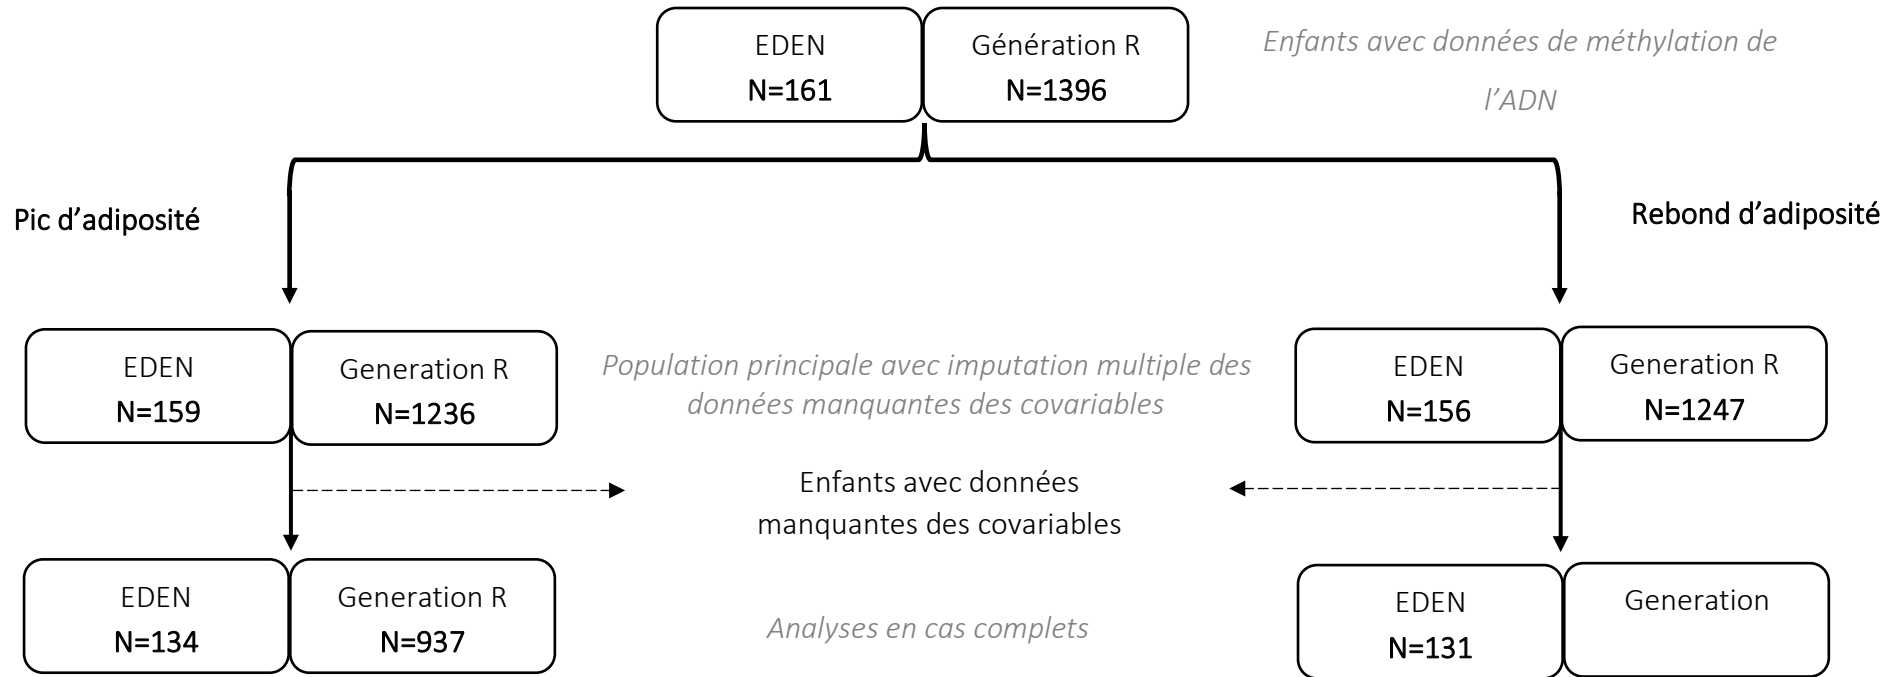 EDEN
N=161
Génération R
N=1396
Enfants avec données de méthylation de
l’ADN
Pic d’adiposité
Rebond d’adiposité
EDEN
N=159
Generation R
N=1236
Population principale avec imputation multiple des
données manquantes des covariables
EDEN
N=156
Generation R
N=1247
Enfants avec données
manquantes des covariables
EDEN
N=134
Generation R
N=937
Analyses en cas complets
EDEN
N=131
Generation